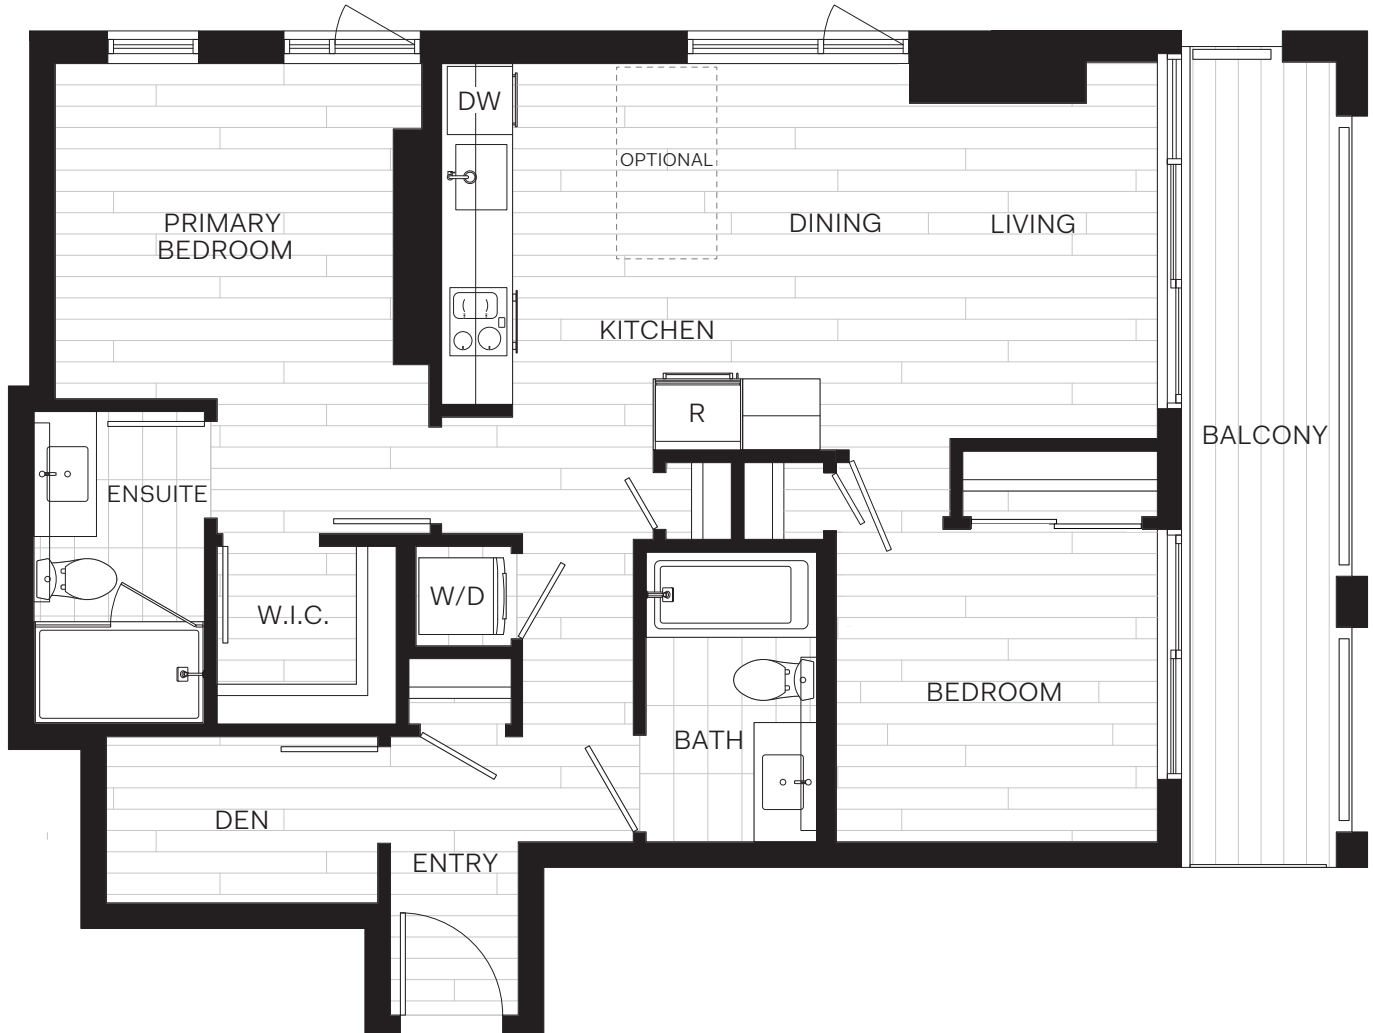 DW
OPTIONAL
PRIMARY
BEDROOM
DINING
LIVING
KITCHEN
R
BALCONY
ENSUITE
W/D
W.I.C.
BEDROOM
BATH
DEN
ENTRY